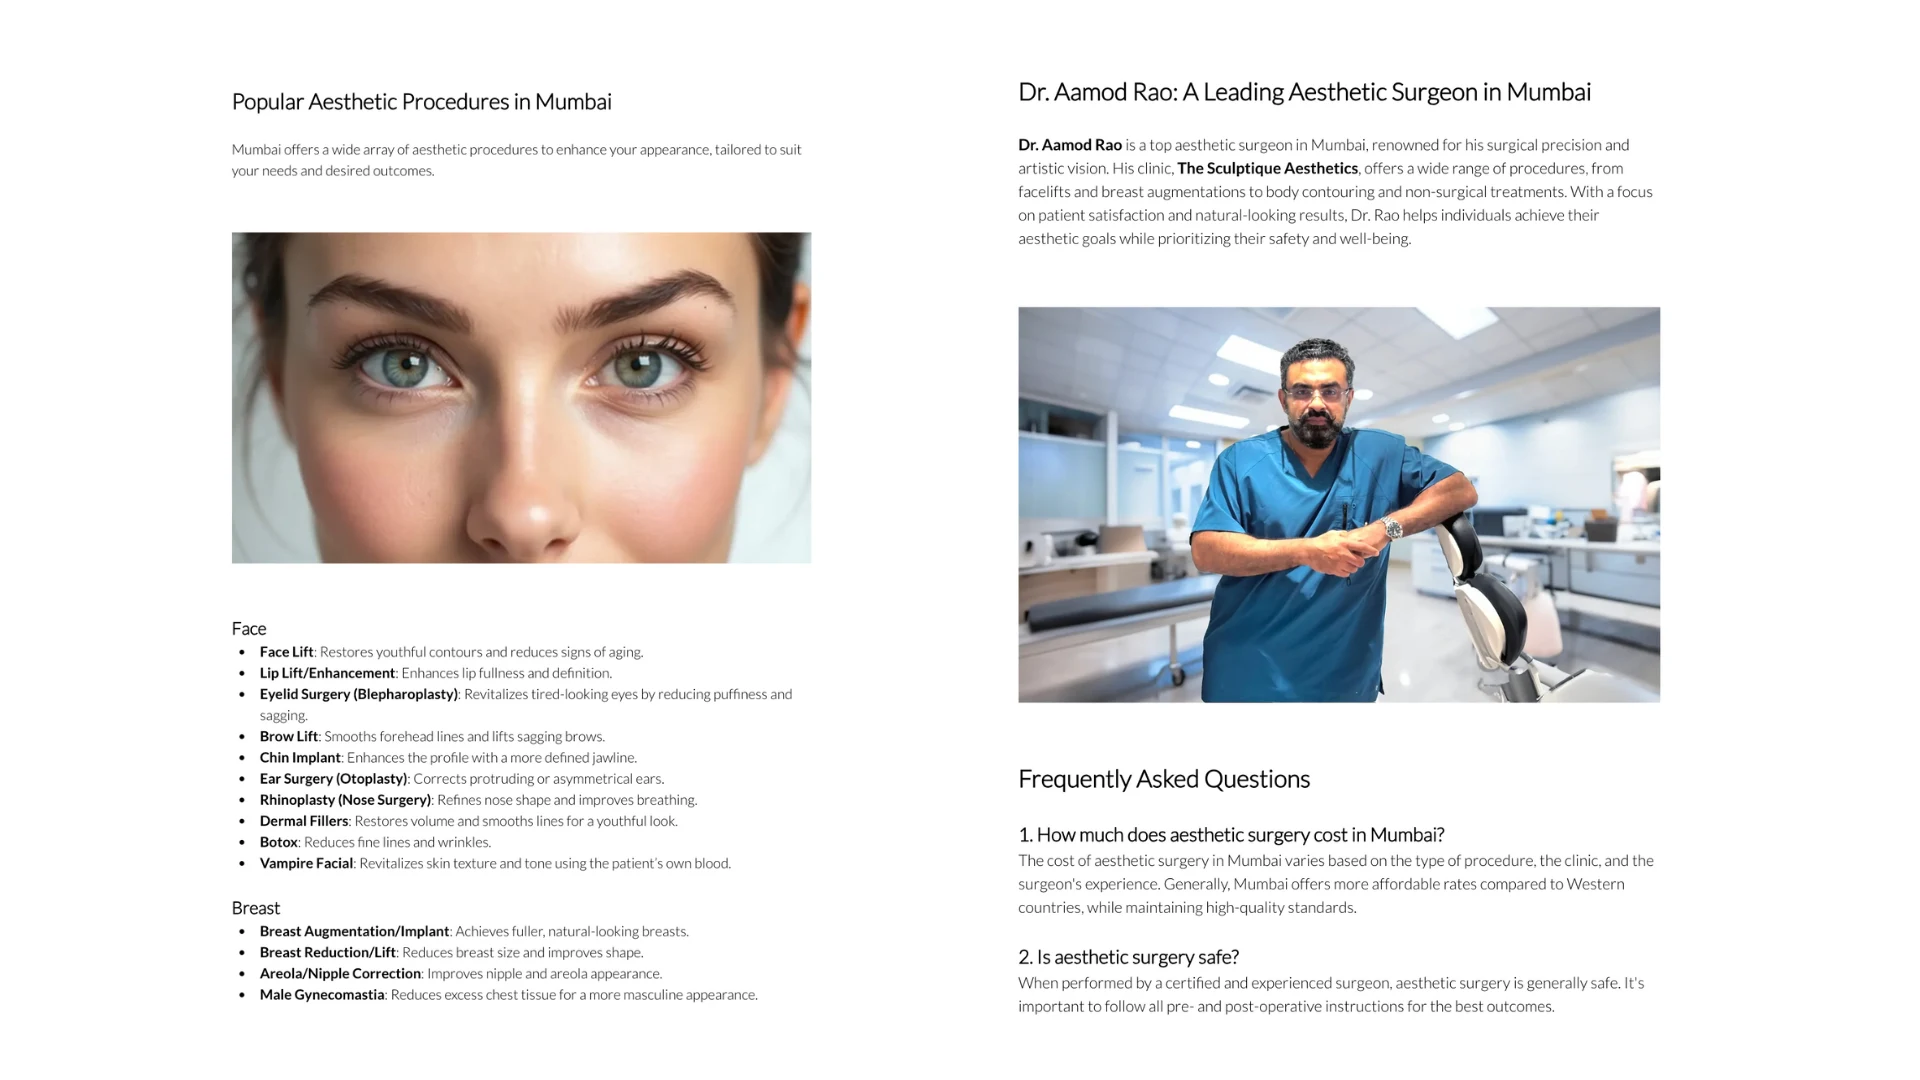 Popular Aesthetic Procedures in Mumbai
Mumbai offers a wide array of aesthetic procedures to enhance your appearance, tailored to suit
your needs and desired outcomes.
Face
• Face Lift: Restores youthful contours and reduces signs of aging.
• Lip Lift/Enhancement: Enhances lip fullness and definition.
• Eyelid Surgery (Blepharoplasty): Revitalizes tired-looking eyes by reducing puffiness and
sagging.
• Brow Lift: Smooths forehead lines and lifts sagging brows.
• Chin Implant: Enhances the profile with a more defined jawline.
• Ear Surgery (Otoplasty): Corrects protruding or asymmetrical ears.
• Rhinoplasty (Nose Surgery): Refines nose shape and improves breathing.
• Dermal Fillers: Restores volume and smooths lines for a youthful look.
• Botox: Reduces fine lines and wrinkles.
• Vampire Facial: Revitalizes skin texture and tone using the patient's own blood.
Breast
• Breast Augmentation/Implant: Achieves fuller, natural-looking breasts.
• Breast Reduction/Lift: Reduces breast size and improves shape.
• Areola/Nipple Correction: Improves nipple and areola appearance.
• Male Gynecomastia: Reduces excess chest tissue for a more masculine appearance.
Dr. Aamod Rao: A Leading Aesthetic Surgeon in Mumbai
Dr. Aamod Rao is a top aesthetic surgeon in Mumbai, renowned for his surgical precision and
artistic vision. His clinic, The Sculptique Aesthetics, offers a wide range of procedures, from
facelifts and breast augmentations to body contouring and non-surgical treatments. With a focus
on patient satisfaction and natural-looking results, Dr. Rao helps individuals achieve their
aesthetic goals while prioritizing their safety and well-being.
Frequently Asked Questions
1. How much does aesthetic surgery cost in Mumbai?
The cost of aesthetic surgery in Mumbai varies based on the type of procedure, the clinic, and the
surgeon's experience. Generally, Mumbai offers more affordable rates compared to Western
countries, while maintaining high-quality standards.
2. Is aesthetic surgery safe?
When performed by a certified and experienced surgeon, aesthetic surgery is generally safe. It's
important to follow all pre- and post-operative instructions for the best outcomes.